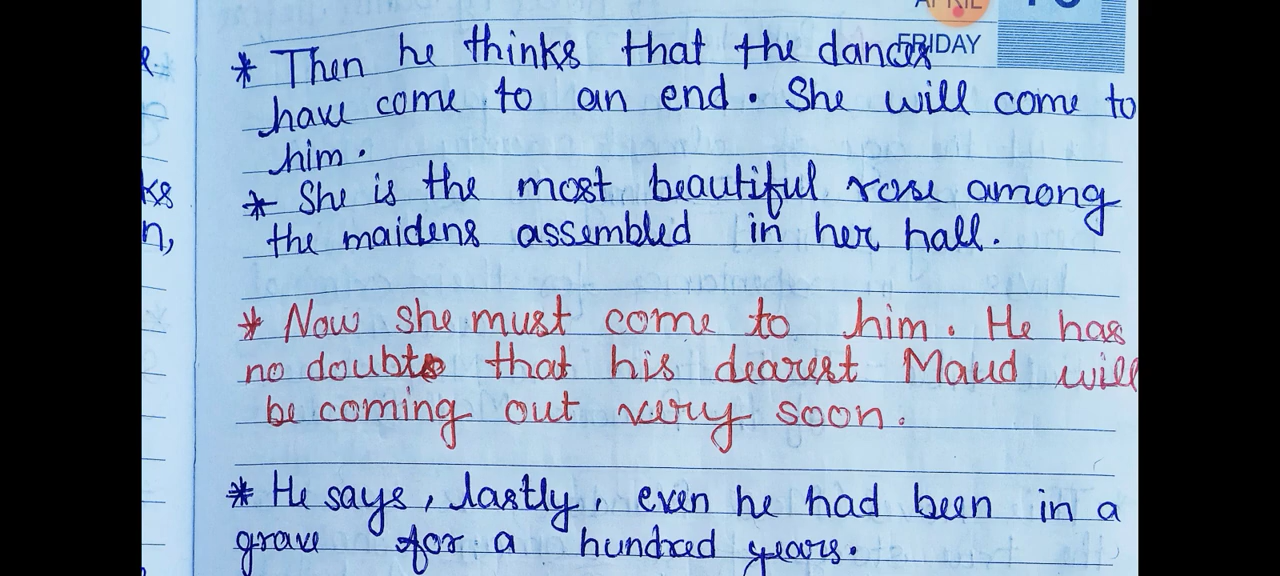 APRIL
FRIDAY
* Then he thinks that the dances
have come to an end. She will come to
him.
* She is the most beautiful rose among
the maidens assembled in her hall.
* Now she must come to him. He has
no doubt that his dearest Maud will
be coming out very soon.
* He says, lastly, even he had been in a
grave for a hundred years.
ks
n,